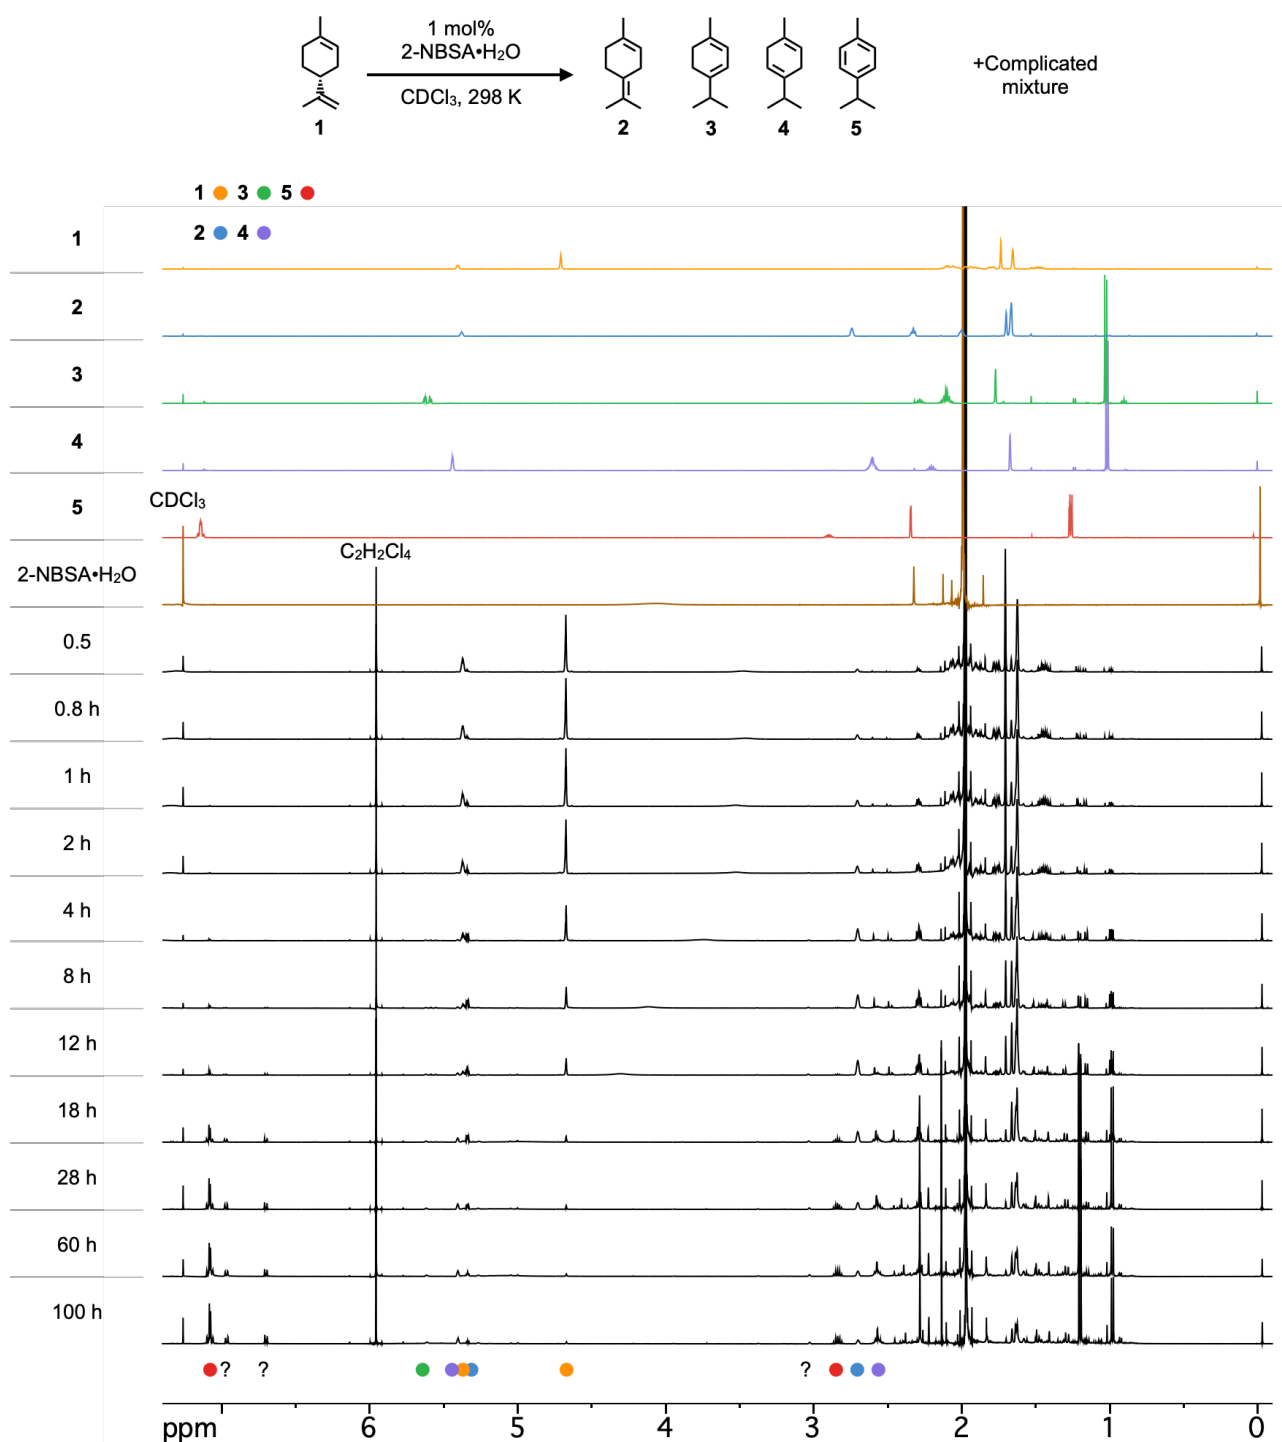 1 mol%
2-NBSA•H₂O
CDCl₃, 298 K
+Complicated
mixture
1
2
3
4
5
1 3 5
2 4
1
2
3
4
5
CDCl₃
C₂H₂Cl₄
2-NBSA•H₂O
0.5
0.8 h
1 h
2 h
4 h
8 h
12 h
18 h
28 h
60 h
100 h
? ? ?
ppm 6 5 4 3 2 1 0